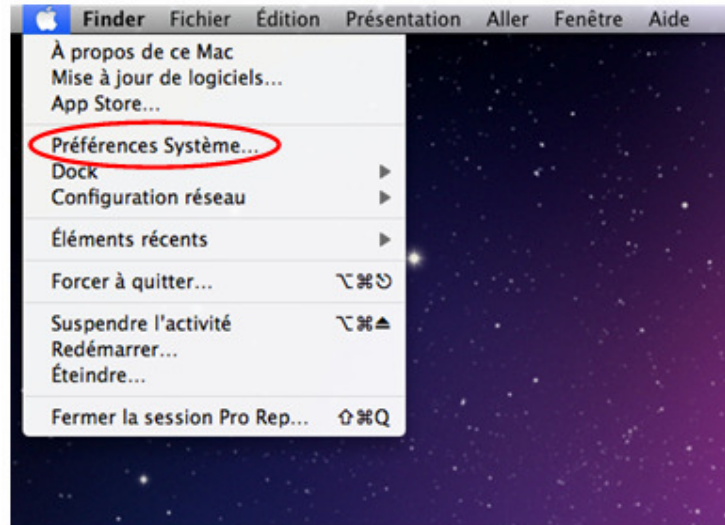 Finder Fichier Édition Présentation Aller Fenêtre Aide
À propos de ce Mac
Mise à jour de logiciels...
App Store...
Préférences Système...
Dock
Configuration réseau
Éléments récents
Forcer à quitter... ⌥⌘⎋
Suspendre l'activité ⌥⌘⏏
Redémarrer...
Éteindre...
Fermer la session Pro Rep... ⇧⌘Q